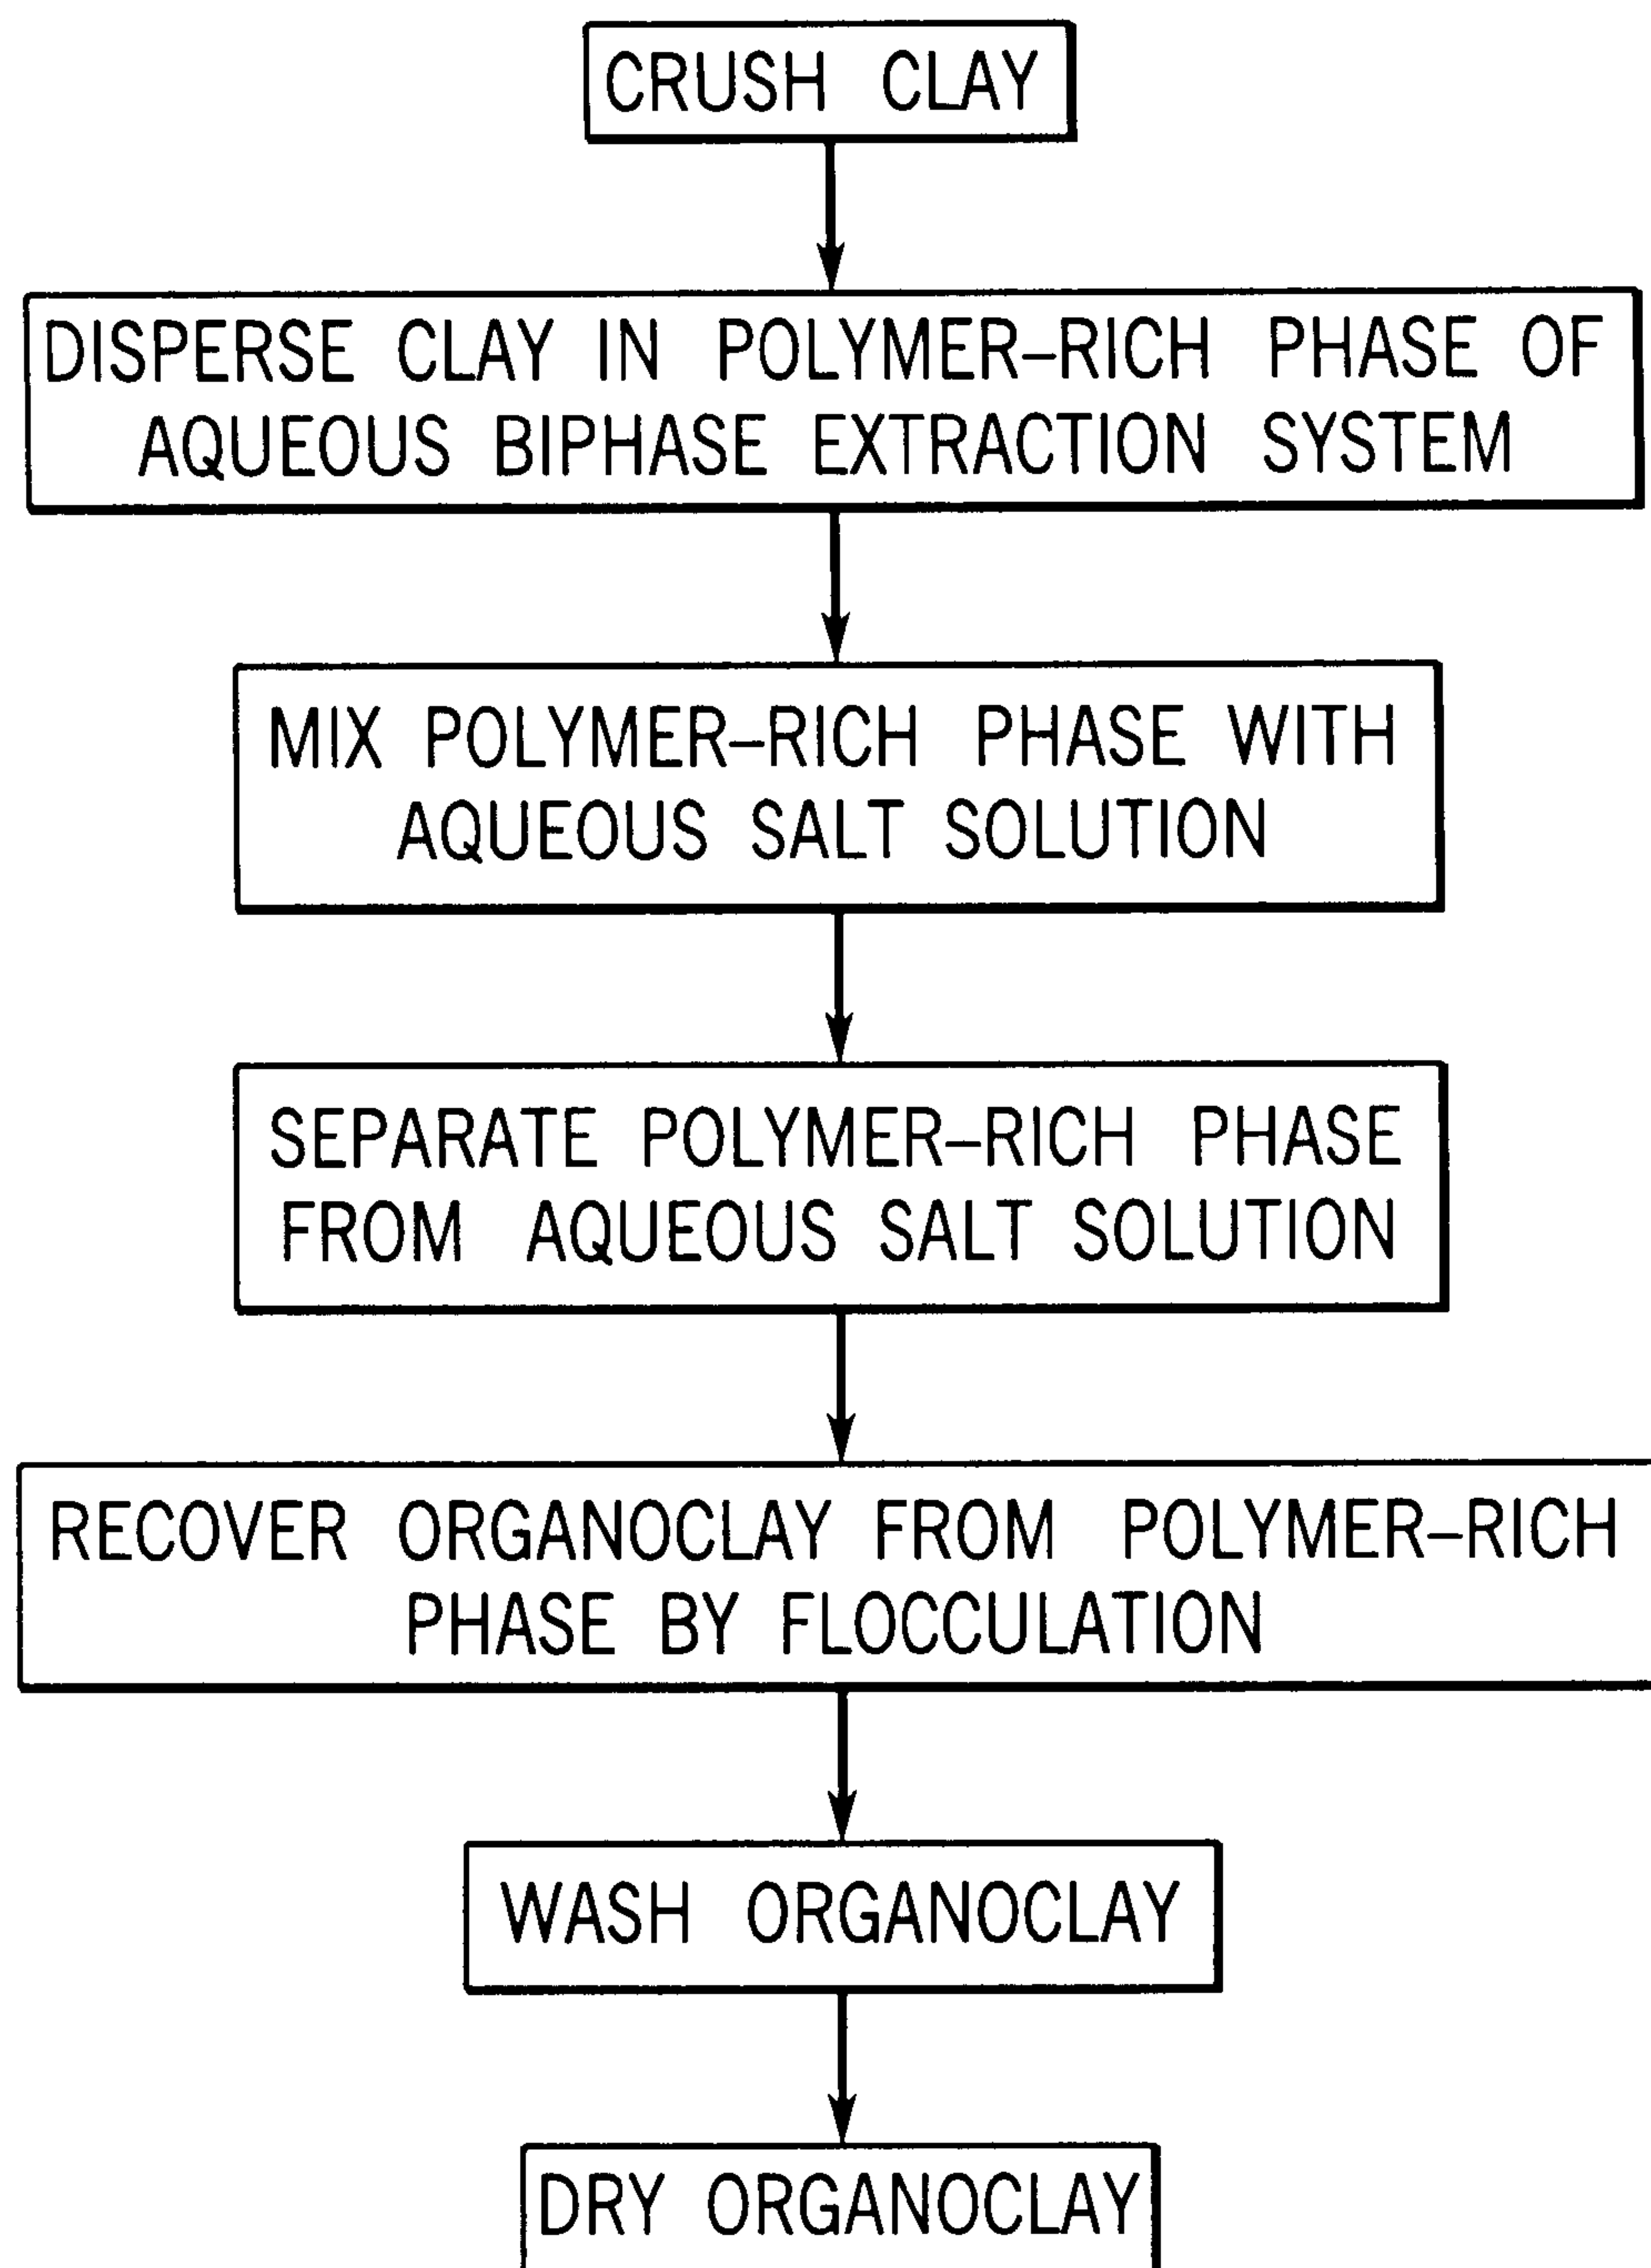 CRUSH CLAY
DISPERSE CLAY IN POLYMER–RICH PHASE OF
AQUEOUS BIPHASE EXTRACTION SYSTEM
MIX POLYMER–RICH PHASE WITH
AQUEOUS SALT SOLUTION
SEPARATE POLYMER–RICH PHASE
FROM AQUEOUS SALT SOLUTION
RECOVER ORGANOCLAY FROM POLYMER–RICH
PHASE BY FLOCCULATION
WASH ORGANOCLAY
DRY ORGANOCLAY